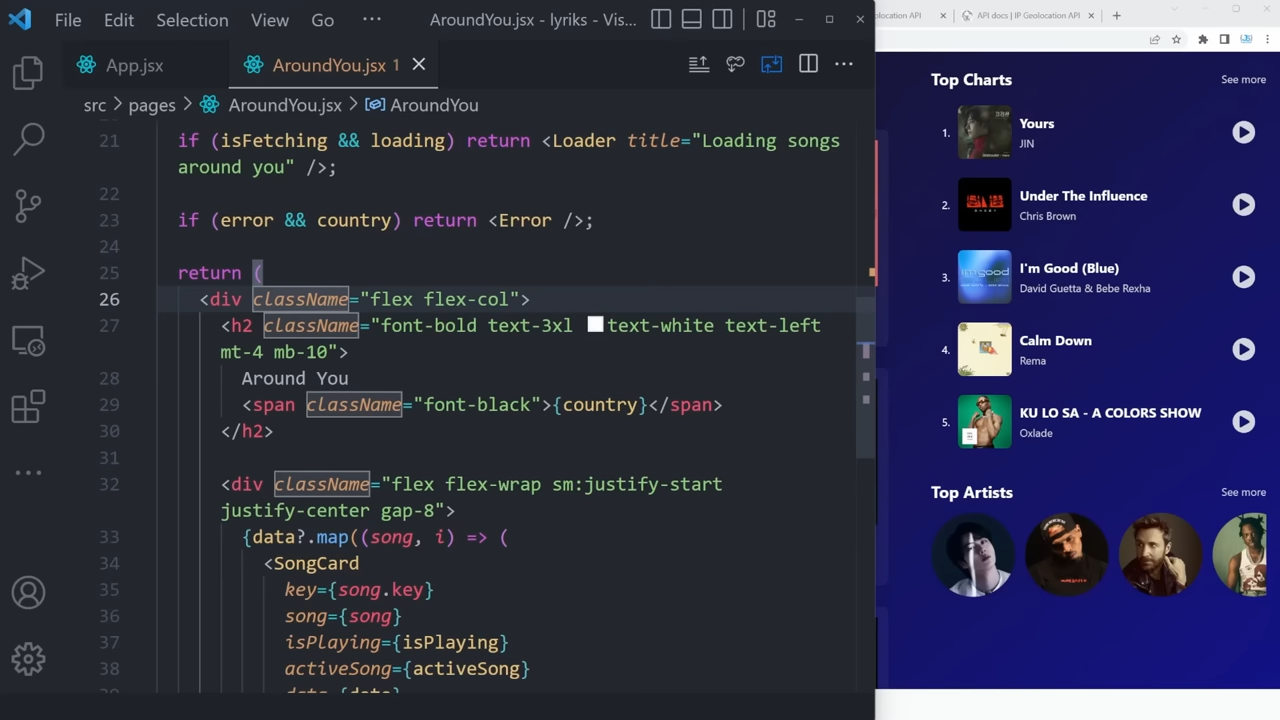 File Edit Selection View Go ··· AroundYou.jsx - lyriks - Vis...
App.jsx AroundYou.jsx 1
src > pages > AroundYou.jsx > AroundYou
21 if (isFetching && loading) return <Loader title="Loading songs
around you" />;
22
23 if (error && country) return <Error />;
24
25 return (
26 <div className="flex flex-col">
27 <h2 className="font-bold text-3xl text-white text-left
mt-4 mb-10">
28 Around You
29 <span className="font-black">{country}</span>
30 </h2>
31
32 <div className="flex flex-wrap sm:justify-start
justify-center gap-8">
33 {data?.map((song, i) => (
34 <SongCard
35 key={song.key}
36 song={song}
37 isPlaying={isPlaying}
38 activeSong={activeSong}
data={data}
olocation API API docs | IP Geolocation API
Top Charts See more
1. Yours
JIN
2. Under The Influence
Chris Brown
3. I'm Good (Blue)
David Guetta & Bebe Rexha
4. Calm Down
Rema
5. KU LO SA - A COLORS SHOW
Oxlade
Top Artists See more